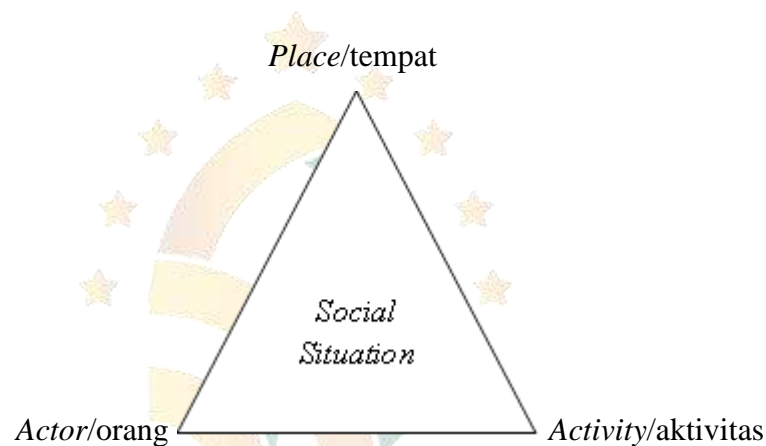 Place/tempat
Social
Situation
Actor/orang
Activity/aktivitas